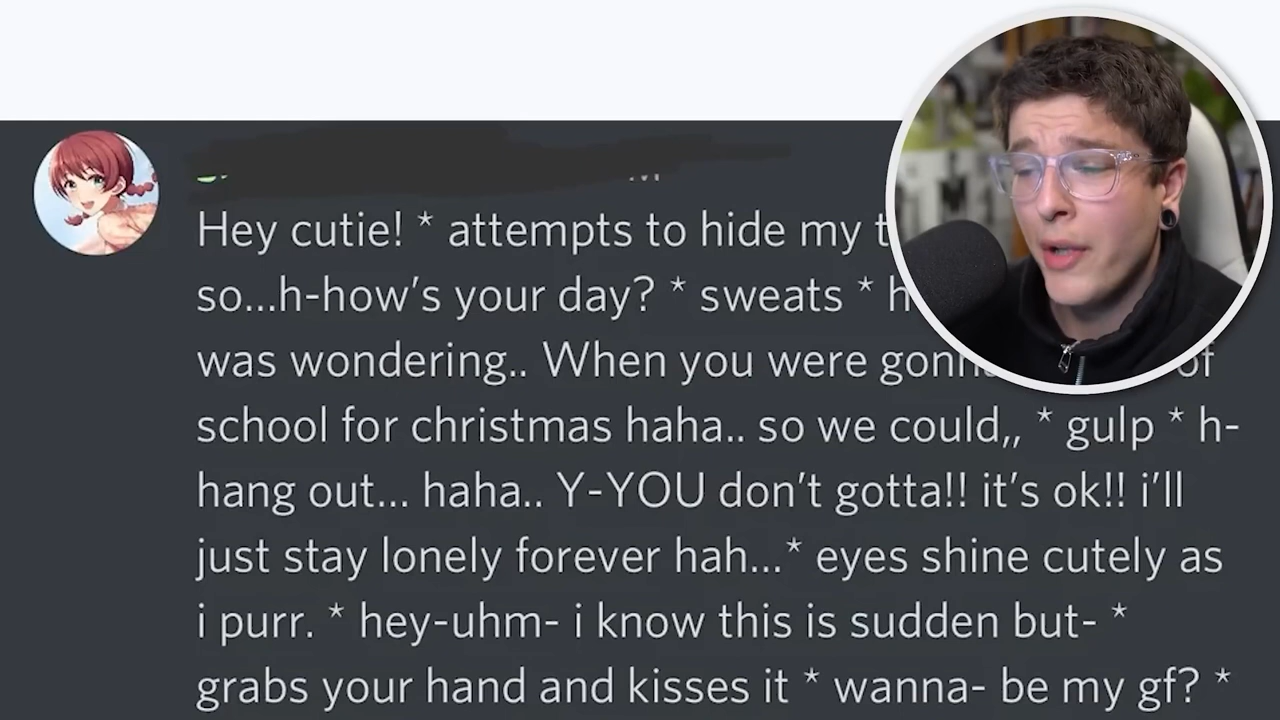 Hey cutie! * attempts to hide my
so...h-how's your day? * sweats *
was wondering.. When you were of
school for christmas haha.. so we could,, * gulp * h-
hang out... haha.. Y-YOU don't gotta!! it's ok!! i'll
just stay lonely forever hah...* eyes shine cutely as
i purr. * hey-uhm- i know this is sudden but- *
grabs your hand and kisses it * wanna- be my gf? *